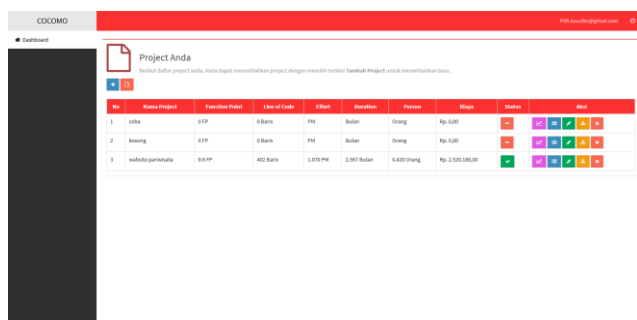 COCOMO
Dashboard
Project Anda
Berikut daftar project anda. Anda dapat menambahkan project dengan memilih tombol Tambah Project untuk menambahkan baru.
No Nama Project Function Point Line of Code Effort Duration Person Biaya Status Aksi
1 coba 0 FP 0 Baris PM Bulan Orang Rp. 0,00
2 kosong 0 FP 0 Baris PM Bulan Orang Rp. 0,00
3 website pariwisata 8.6 FP 402 Baris 1,070 PM 2,567 Bulan 0,420 Orang Rp. 2.520.180,00